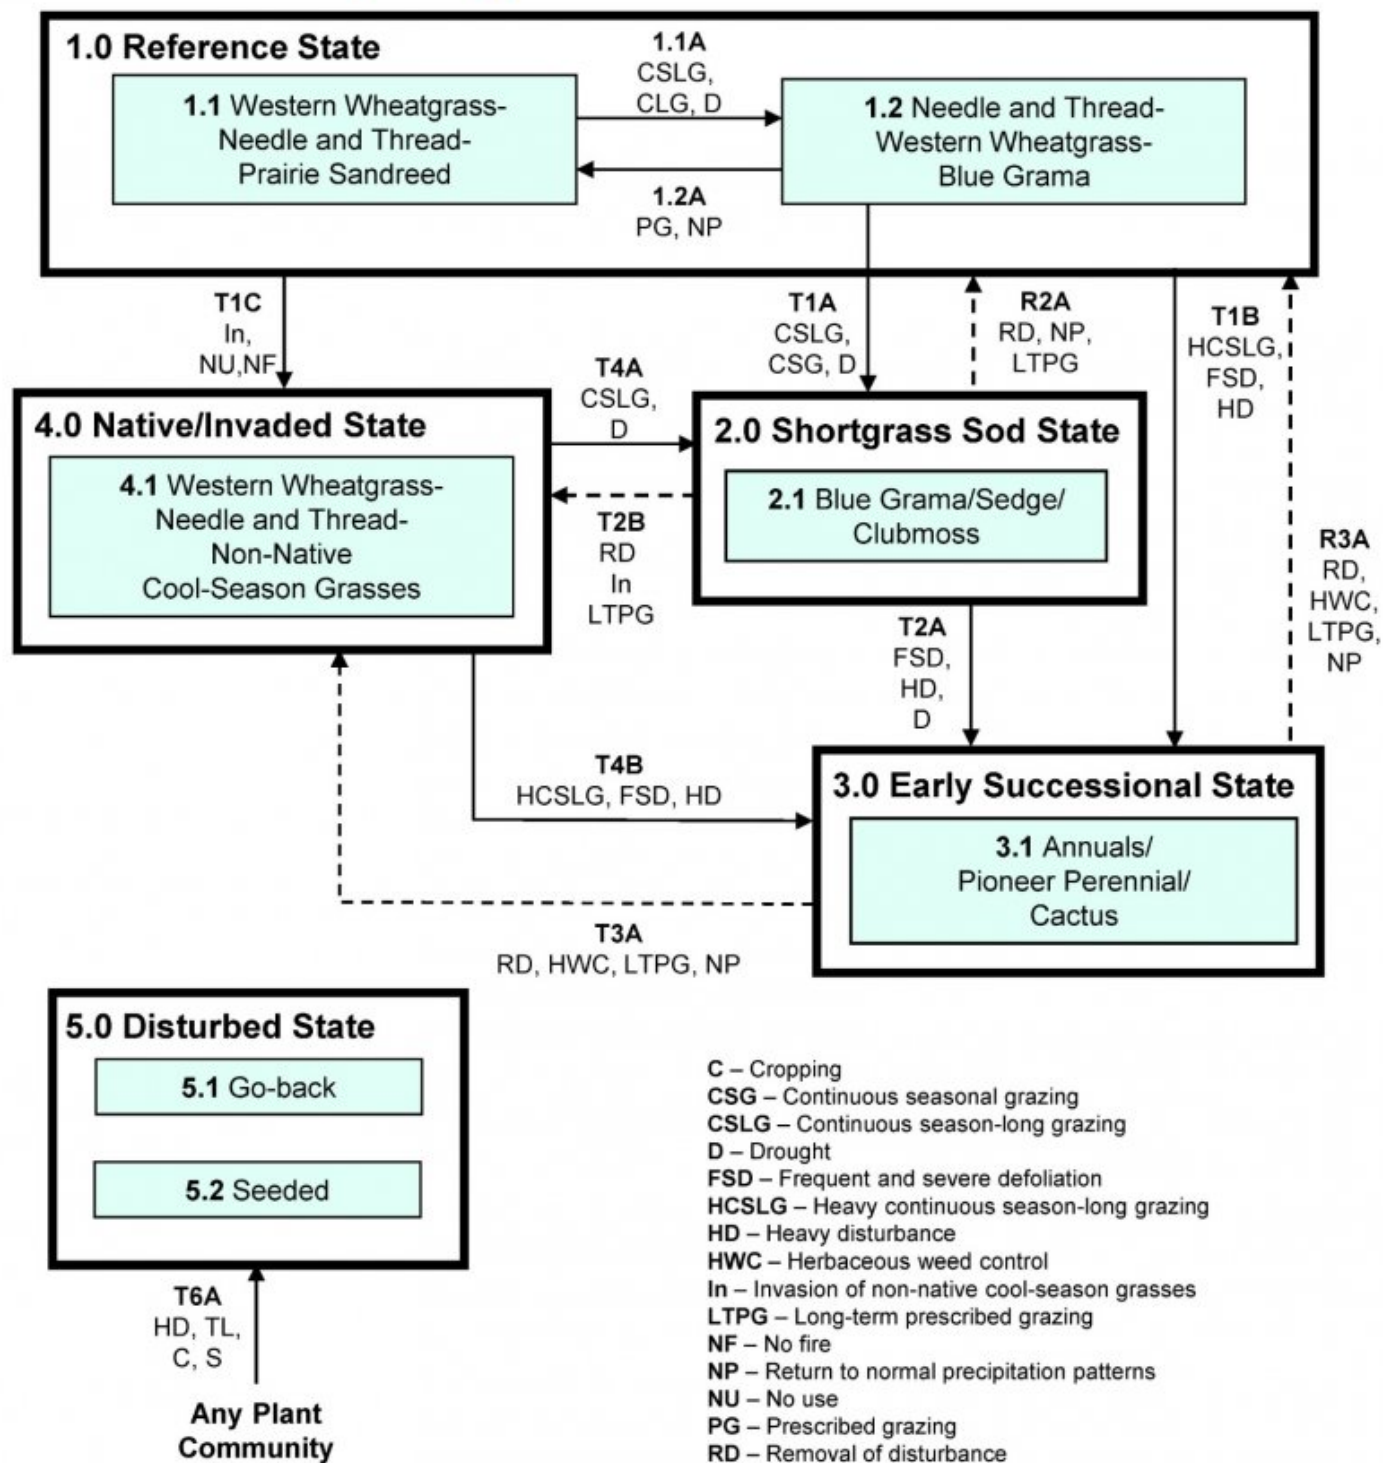 1.0 Reference State
1.1A
CSLG,
CLG, D
1.1 Western Wheatgrass-
Needle and Thread-
Prairie Sandreed
1.2 Needle and Thread-
Western Wheatgrass-
Blue Grama
1.2A
PG, NP
T1C
In,
NU,NF
T1A
CSLG,
CSG, D
R2A
RD, NP,
LTPG
T1B
HCSLG,
FSD,
HD
T4A
CSLG,
D
4.0 Native/Invaded State
4.1 Western Wheatgrass-
Needle and Thread-
Non-Native
Cool-Season Grasses
2.0 Shortgrass Sod State
2.1 Blue Grama/Sedge/
Clubmoss
T2B
RD
In
LTPG
R3A
RD,
HWC,
LTPG,
NP
T2A
FSD,
HD,
D
T4B
HCSLG, FSD, HD
3.0 Early Successional State
3.1 Annuals/
Pioneer Perennial/
Cactus
T3A
RD, HWC, LTPG, NP
5.0 Disturbed State
5.1 Go-back
5.2 Seeded
T6A
HD, TL,
C, S
Any Plant
Community
C – Cropping
CSG – Continuous seasonal grazing
CSLG – Continuous season-long grazing
D – Drought
FSD – Frequent and severe defoliation
HCSLG – Heavy continuous season-long grazing
HD – Heavy disturbance
HWC – Herbaceous weed control
In – Invasion of non-native cool-season grasses
LTPG – Long-term prescribed grazing
NF – No fire
NP – Return to normal precipitation patterns
NU – No use
PG – Prescribed grazing
RD – Removal of disturbance